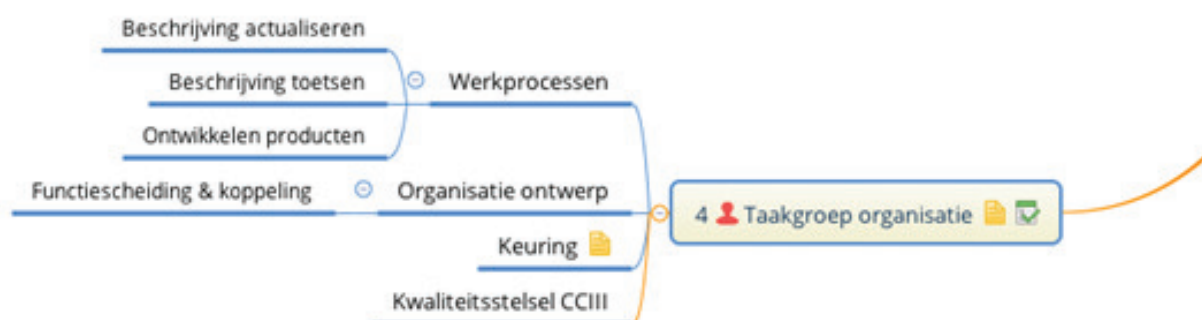 Beschrijving actualiseren
Beschrijving toetsen
Werkprocessen
Ontwikkelen producten
Functiescheiding & koppeling
Organisatie ontwerp
4 Taakgroep organisatie
Keuring
Kwaliteitsstelsel CCIII